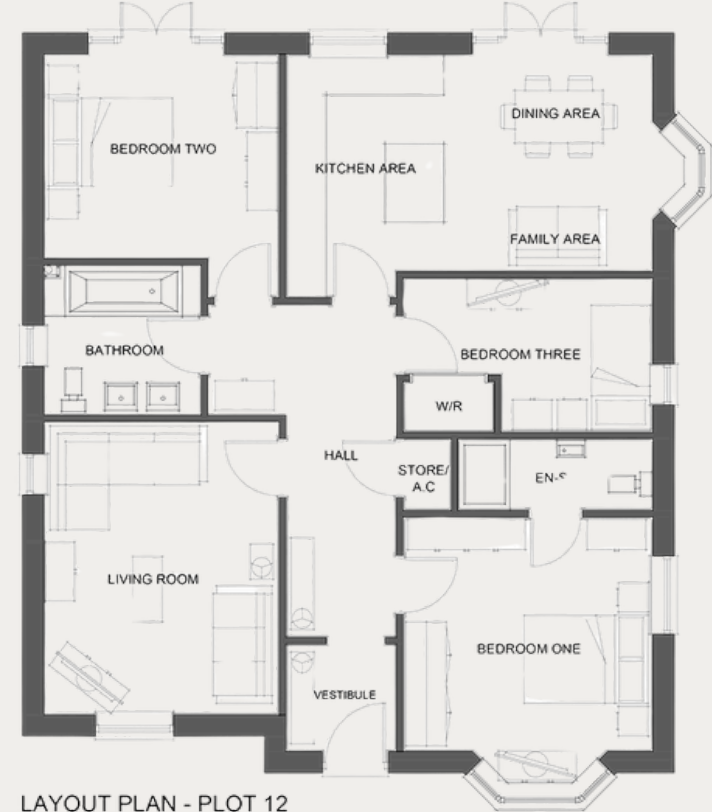 DINING AREA
BEDROOM TWO
KITCHEN AREA
FAMILY AREA
BATHROOM
BEDROOM THREE
W/R
HALL
STORE/
A.C
LIVING ROOM
BEDROOM ONE
VESTIBULE
LAYOUT PLAN - PLOT 12